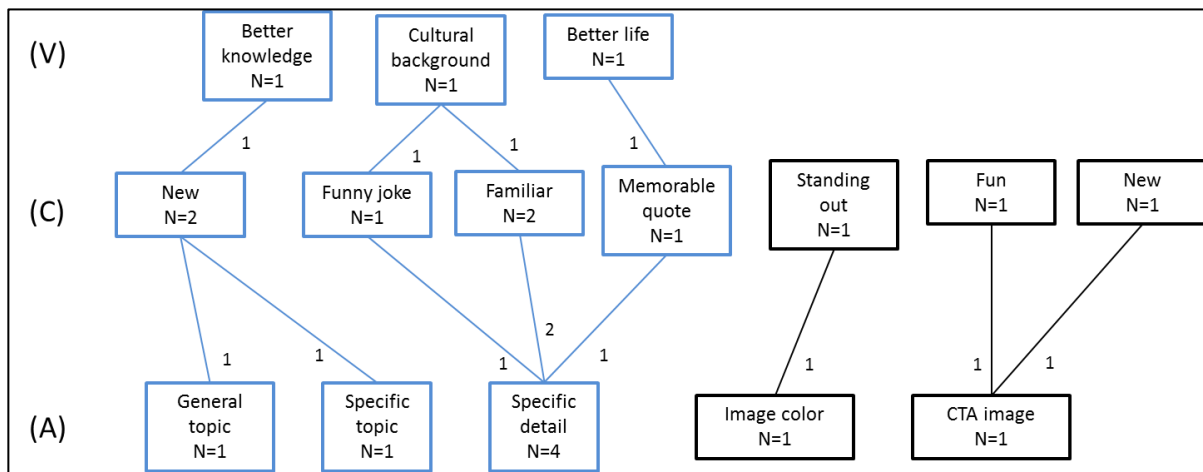 (V)
Better
knowledge
N=1
Cultural
background
N=1
Better life
N=1
1
1
1
1
(C)
New
N=2
Funny joke
N=1
Familiar
N=2
Memorable
quote
N=1
Standing
out
N=1
Fun
N=1
New
N=1
1
1
1
2
1
1
1
1
(A)
General
topic
N=1
Specific
topic
N=1
Specific
detail
N=4
Image color
N=1
CTA image
N=1